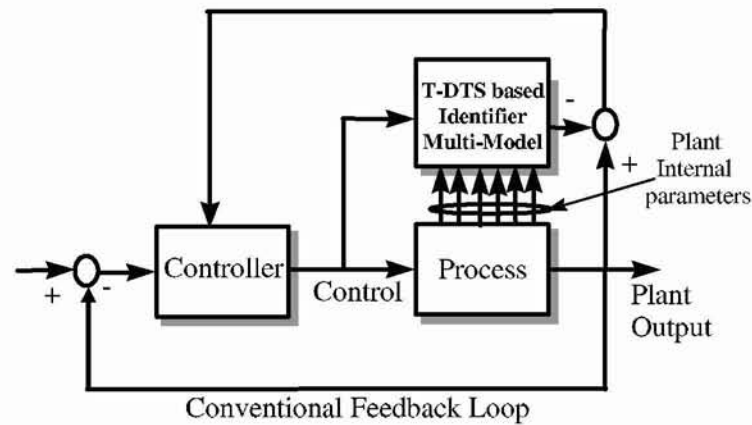 T-DTS based
Identifier
Multi-Model
-
+
Plant
Internal
parameters
Controller
Process
+
-
Control
Plant
Output
Conventional Feedback Loop